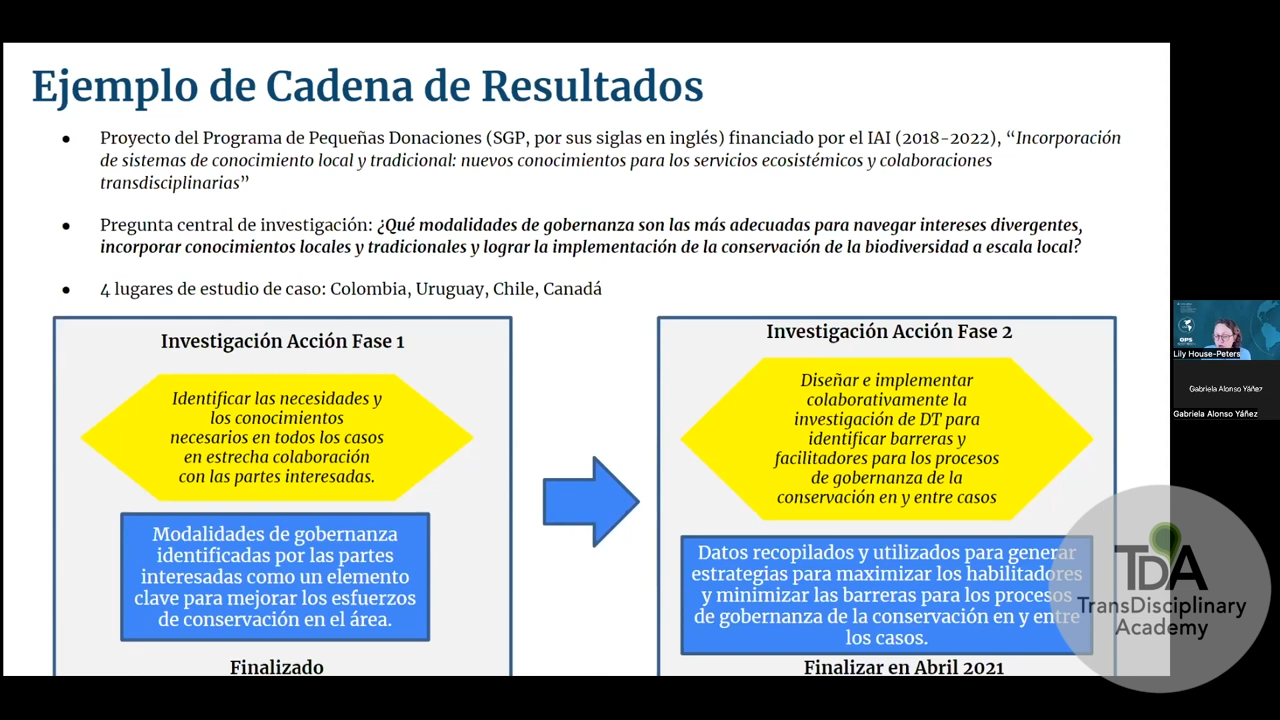 Ejemplo de Cadena de Resultados
● Proyecto del Programa de Pequeñas Donaciones (SGP, por sus siglas en inglés) financiado por el IAI (2018-2022), “Incorporación
de sistemas de conocimiento local y tradicional: nuevos conocimientos para los servicios ecosistémicos y colaboraciones
transdisciplinarias”
● Pregunta central de investigación: ¿Qué modalidades de gobernanza son las más adecuadas para navegar intereses divergentes,
incorporar conocimientos locales y tradicionales y lograr la implementación de la conservación de la biodiversidad a escala local?
● 4 lugares de estudio de caso: Colombia, Uruguay, Chile, Canadá
Investigación Acción Fase 1
Identificar las necesidades y
los conocimientos
necesarios en todos los casos
en estrecha colaboración
con las partes interesadas.
Modalidades de gobernanza
identificadas por las partes
interesadas como un elemento
clave para mejorar los esfuerzos
de conservación en el área.
Finalizado
Investigación Acción Fase 2
Diseñar e implementar
colaborativamente la
investigación de DT para
identificar barreras y
facilitadores para los procesos
de gobernanza de la
conservación en y entre casos
Datos recopilados y utilizados para generar
estrategias para maximizar los habilitadores
y minimizar las barreras para los procesos
de gobernanza de la conservación en y entre
los casos.
Finalizar en Abril 2021
OPS
Lily House-Peters
Gabriela Alonso Yáñez
Gabriela Alonso Yáñez
TDA
TransDisciplinary
Academy